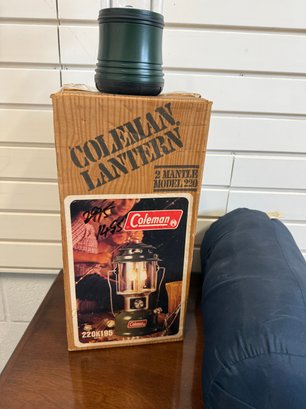 COLEMAN
LANTERN
2 MANTLE
MODEL 220
Coleman
Coleman
220K195